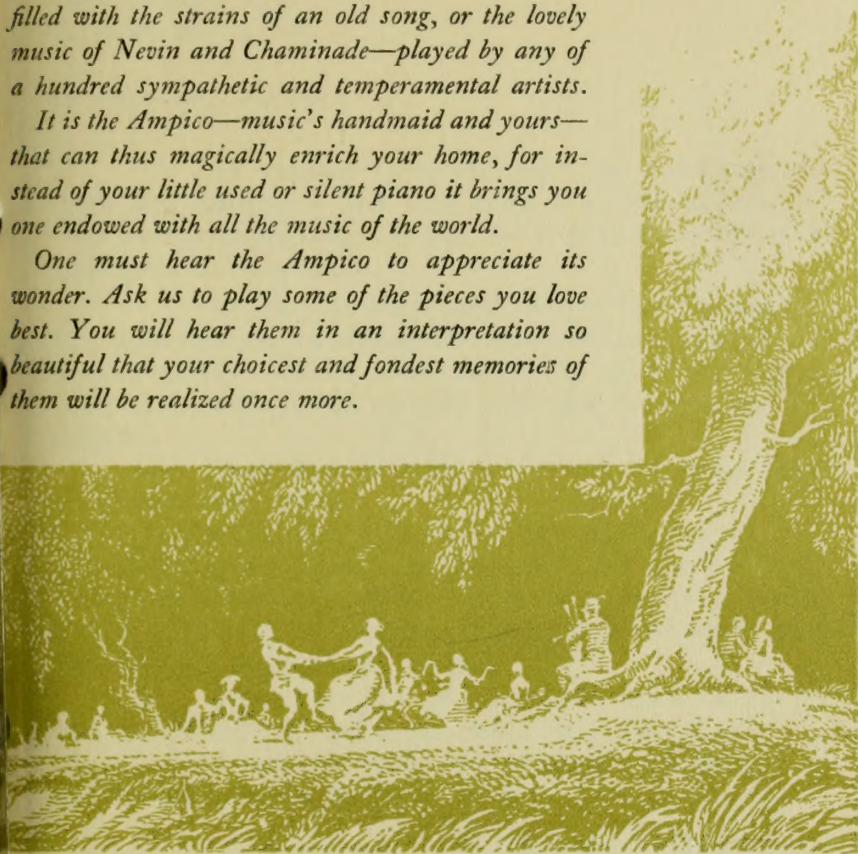 filled with the strains of an old song, or the lovely
music of Nevin and Chaminade—played by any of
a hundred sympathetic and temperamental artists.
It is the Ampico—music's handmaid and yours—
that can thus magically enrich your home, for in-
stead of your little used or silent piano it brings you
one endowed with all the music of the world.
One must hear the Ampico to appreciate its
wonder. Ask us to play some of the pieces you love
best. You will hear them in an interpretation so
beautiful that your choicest and fondest memories of
them will be realized once more.